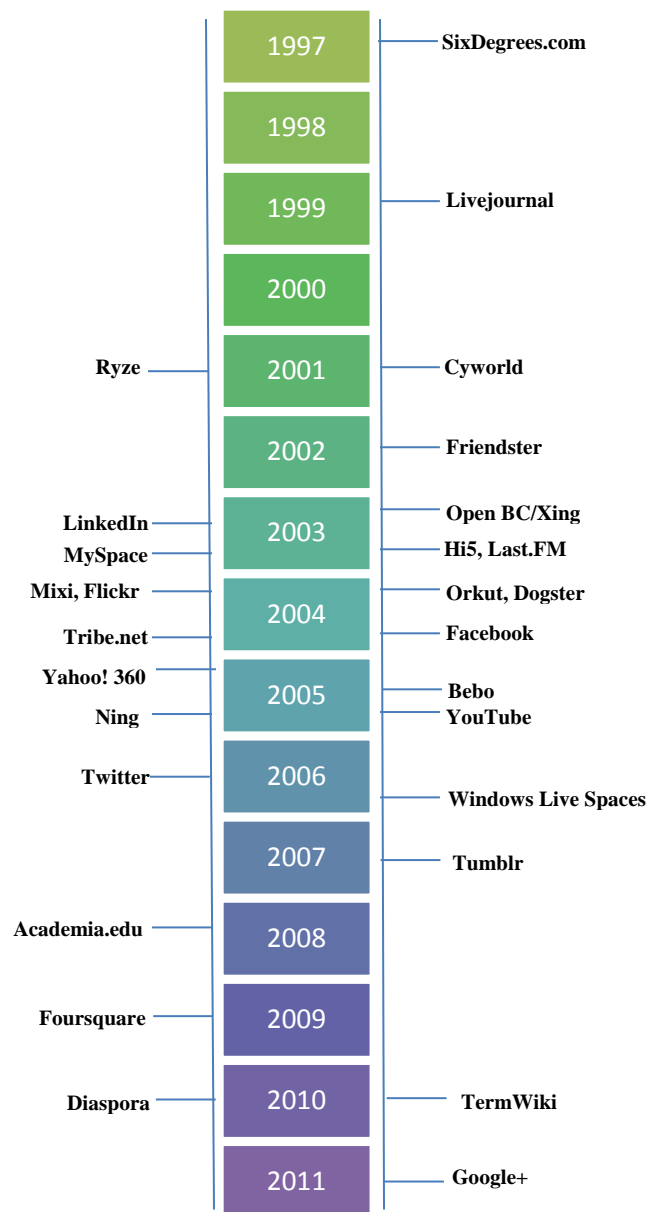 1997
SixDegrees.com
1998
1999
Livejournal
2000
Ryze
2001
Cyworld
2002
Friendster
LinkedIn
MySpace
2003
Open BC/Xing
Hi5, Last.FM
Mixi, Flickr
Tribe.net
2004
Orkut, Dogster
Facebook
Yahoo! 360
Ning
2005
Bebo
YouTube
Twitter
2006
Windows Live Spaces
2007
Tumblr
Academia.edu
2008
Foursquare
2009
Diaspora
2010
TermWiki
2011
Google+